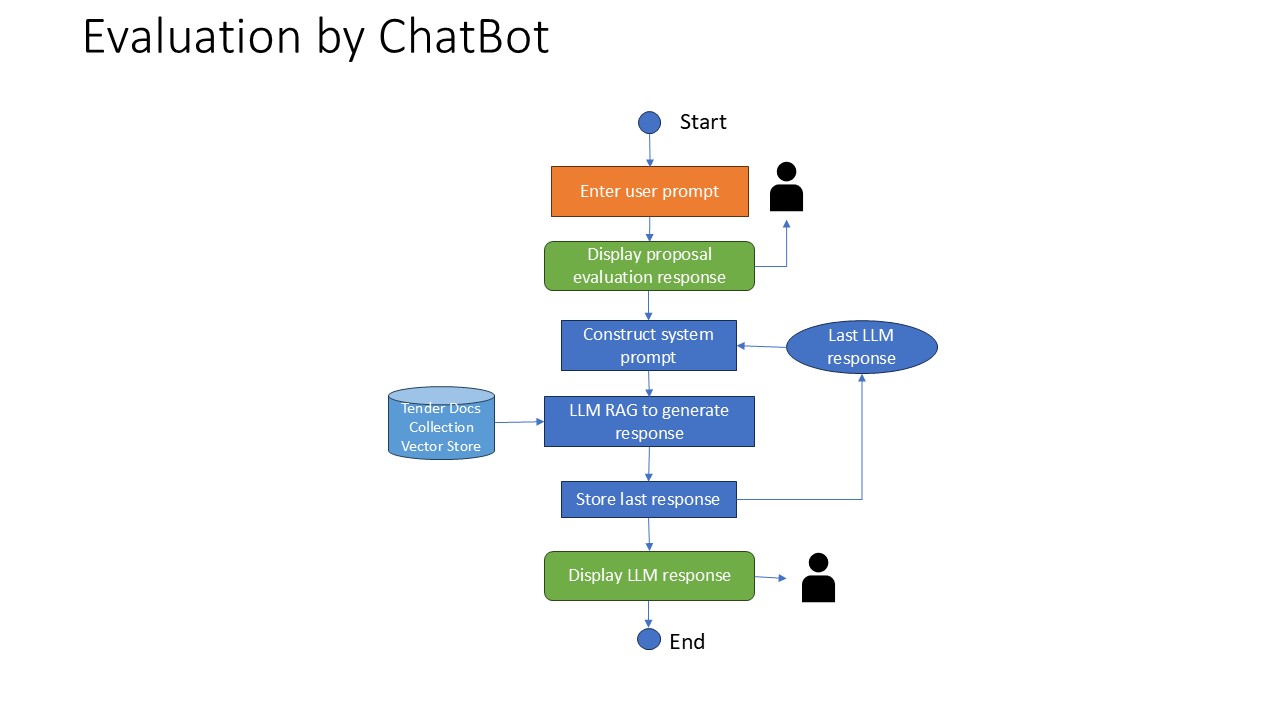 Evaluation by ChatBot
Start
Enter user prompt
Display proposal
evaluation response
Construct system
prompt
Last LLM
response
Tender Docs
Collection
Vector Store
LLM RAG to generate
response
Store last response
Display LLM response
End